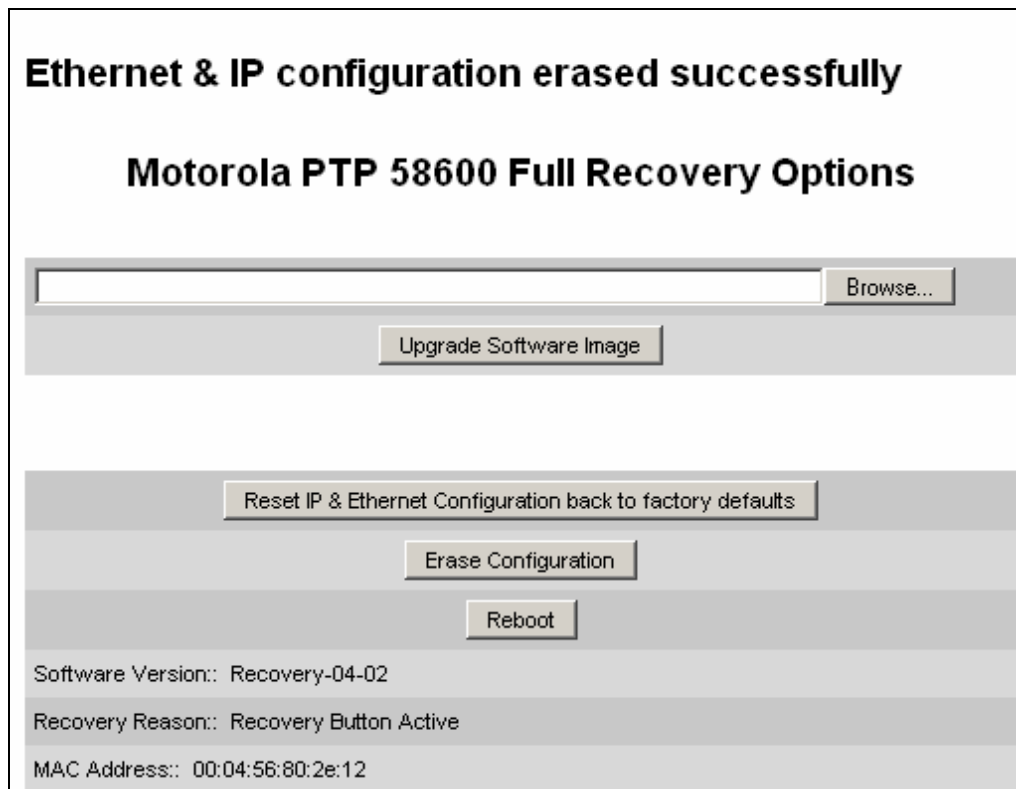 Ethernet & IP configuration erased successfully
Motorola PTP 58600 Full Recovery Options
Browse...
Upgrade Software Image
Reset IP & Ethernet Configuration back to factory defaults
Erase Configuration
Reboot
Software Version:: Recovery-04-02
Recovery Reason:: Recovery Button Active
MAC Address:: 00:04:56:80:2e:12